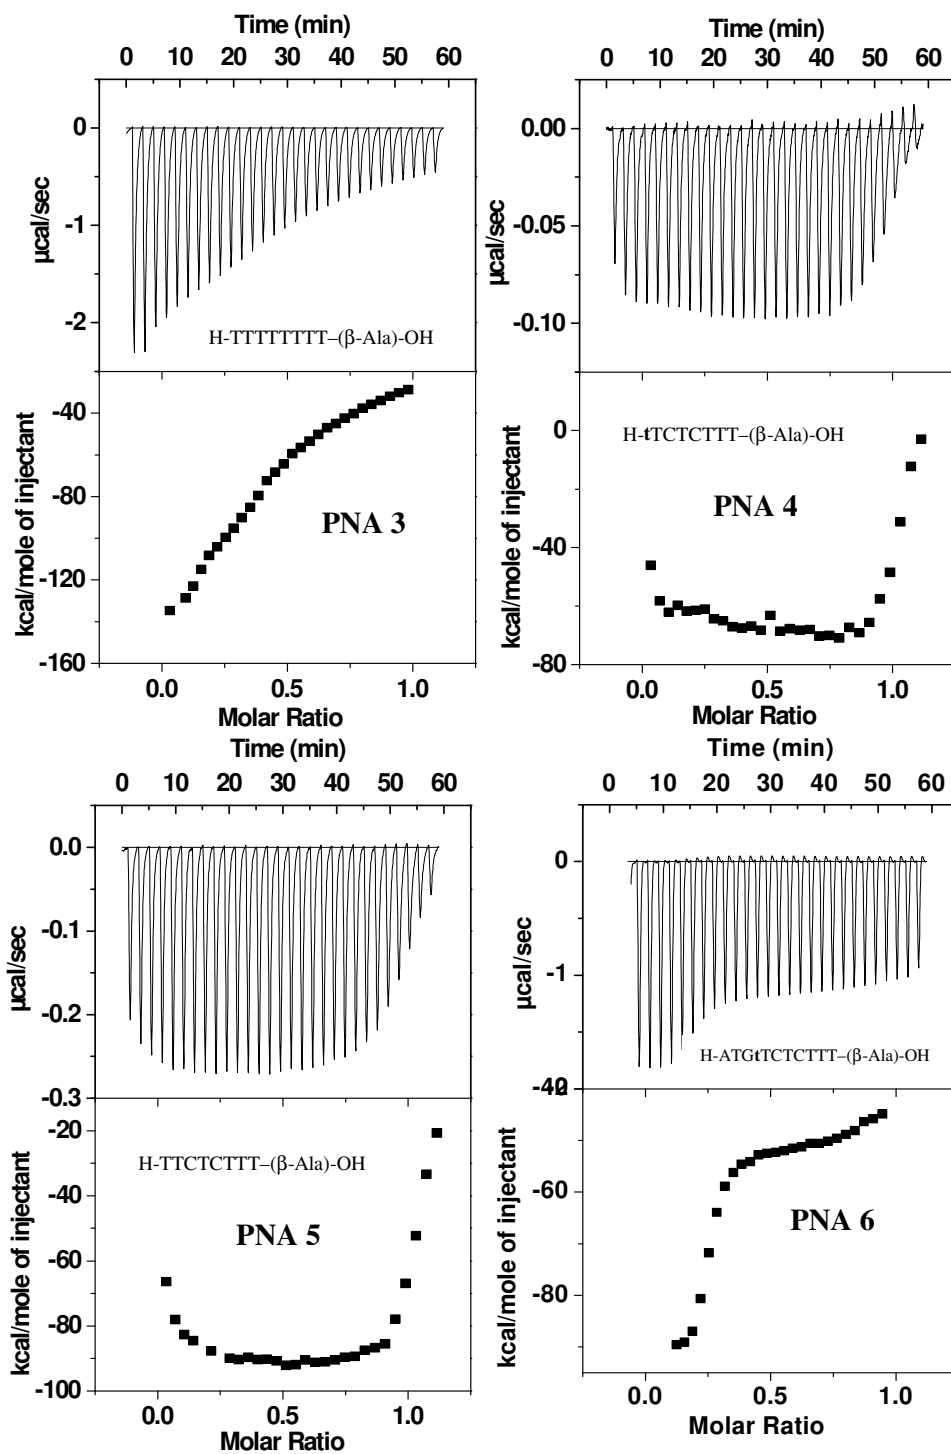 Time (min)
0 10 20 30 40 50 60
0
-1
-2
µcal/sec
H-TTTTTTTT–(β-Ala)-OH
-40
-80
-120
-160
kcal/mole of injectant
PNA 3
0.0 0.5 1.0
Molar Ratio
Time (min)
0 10 20 30 40 50 60
0.00
-0.05
-0.10
µcal/sec
H-tTCTCTTT–(β-Ala)-OH
0
-40
-80
kcal/mole of injectant
PNA 4
0.0 0.5 1.0
Molar Ratio
Time (min)
0 10 20 30 40 50 60
0.0
-0.1
-0.2
-0.3
µcal/sec
H-TTCTCTTT–(β-Ala)-OH
-20
-40
-60
-80
-100
kcal/mole of injectant
PNA 5
0.0 0.5 1.0
Molar Ratio
Time (min)
0 10 20 30 40 50 60
0
-1
-2
µcal/sec
H-ATGtTCTCTTT–(β-Ala)-OH
-40
-60
-80
kcal/mole of injectant
PNA 6
0.0 0.5 1.0
Molar Ratio